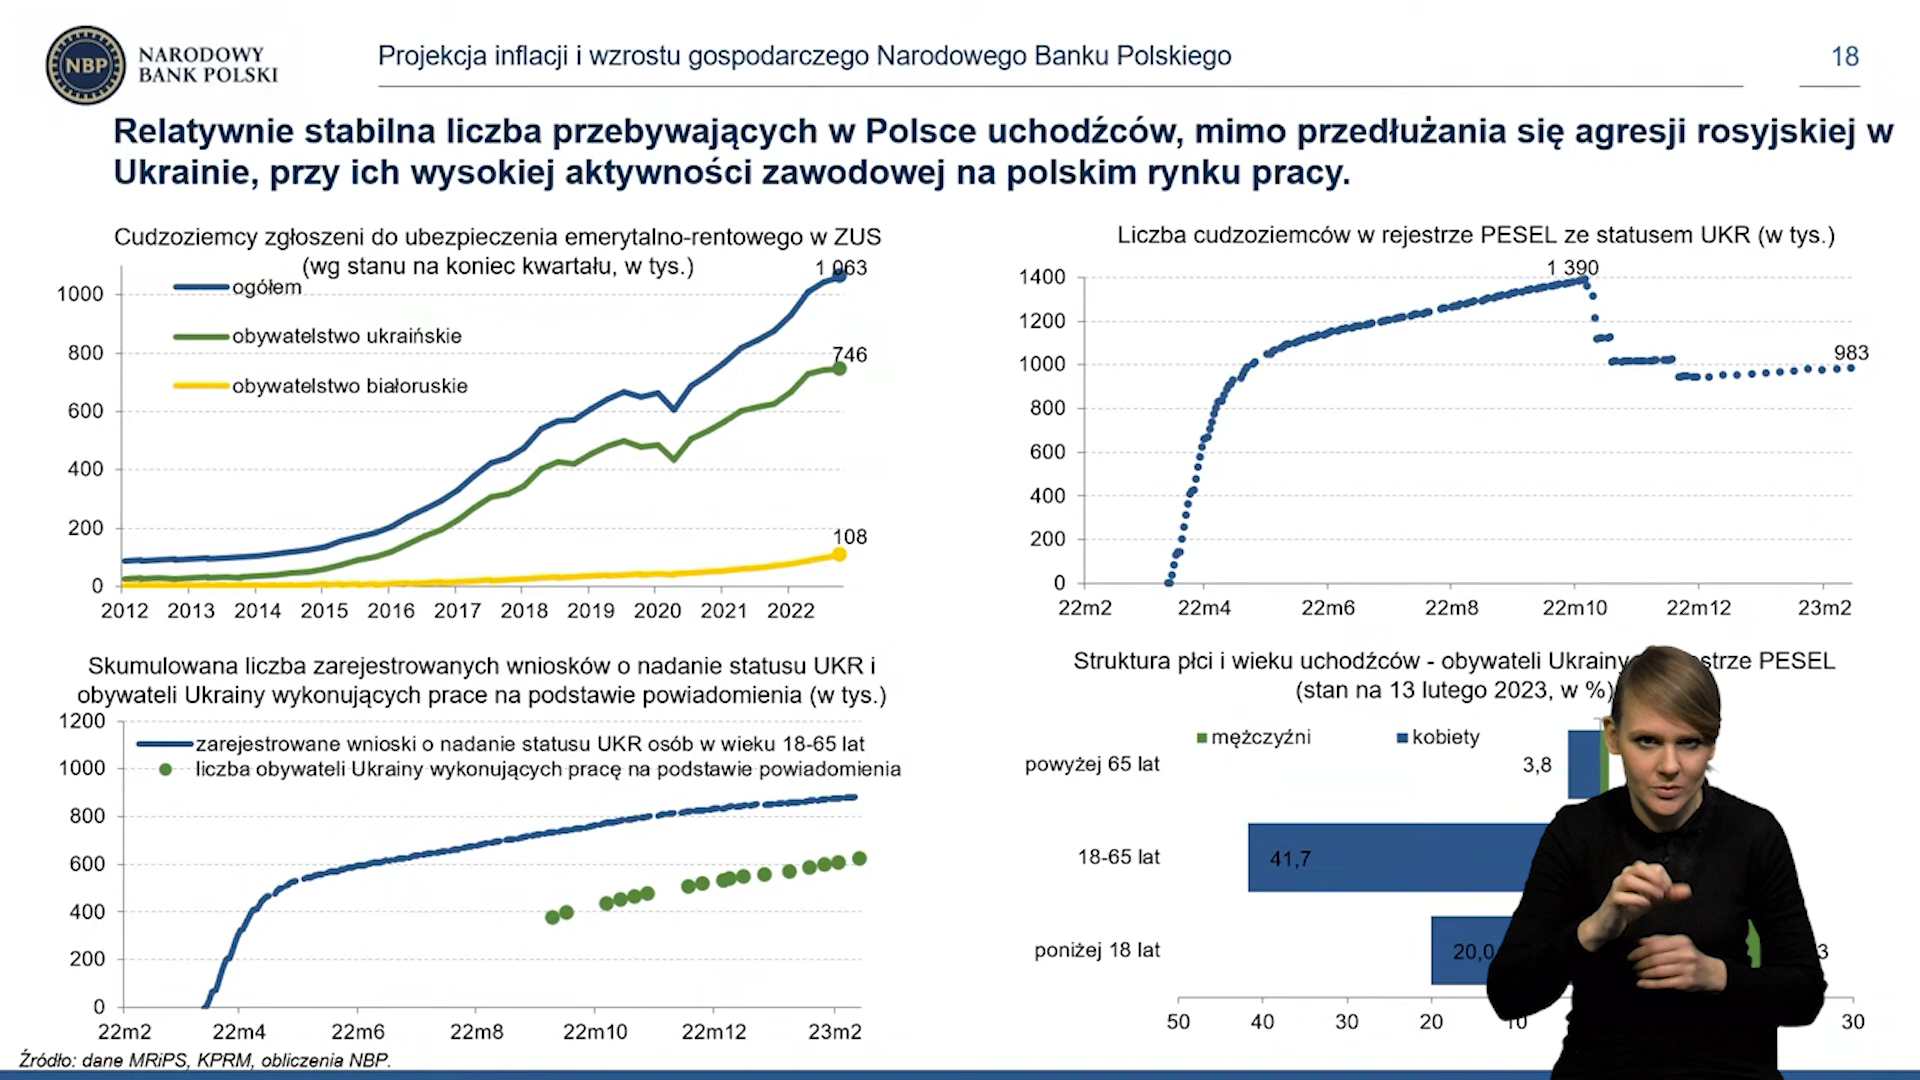 NBP
NARODOWY
BANK POLSKI
Projekcja inflacji i wzrostu gospodarczego Narodowego Banku Polskiego
18
Relatywnie stabilna liczba przebywających w Polsce uchodźców, mimo przedłużania się agresji rosyjskiej w
Ukrainie, przy ich wysokiej aktywności zawodowej na polskim rynku pracy.
Cudzoziemcy zgłoszeni do ubezpieczenia emerytalno-rentowego w ZUS
(wg stanu na koniec kwartału, w tys.)
1 063
1000
ogółem
obywatelstwo ukraińskie
800
746
obywatelstwo białoruskie
600
400
200
108
0
2012 2013 2014 2015 2016 2017 2018 2019 2020 2021 2022
Liczba cudzoziemców w rejestrze PESEL ze statusem UKR (w tys.)
1 390
1400
1200
1000
983
800
600
400
200
0
22m2 22m4 22m6 22m8 22m10 22m12 23m2
Skumulowana liczba zarejestrowanych wniosków o nadanie statusu UKR i
obywateli Ukrainy wykonujących prace na podstawie powiadomienia (w tys.)
1200
zarejestrowane wnioski o nadanie statusu UKR osób w wieku 18-65 lat
1000
liczba obywateli Ukrainy wykonujących pracę na podstawie powiadomienia
800
600
400
200
0
22m2 22m4 22m6 22m8 22m10 22m12 23m2
Struktura płci i wieku uchodźców - obywateli Ukrainy PESEL
(stan na 13 lutego 2023, w %)
mężczyźni kobiety
powyżej 65 lat 3,8
18-65 lat 41,7
poniżej 18 lat 20,0
50 40 30 20 30
Źródło: dane MRiPS, KPRM, obliczenia NBP.